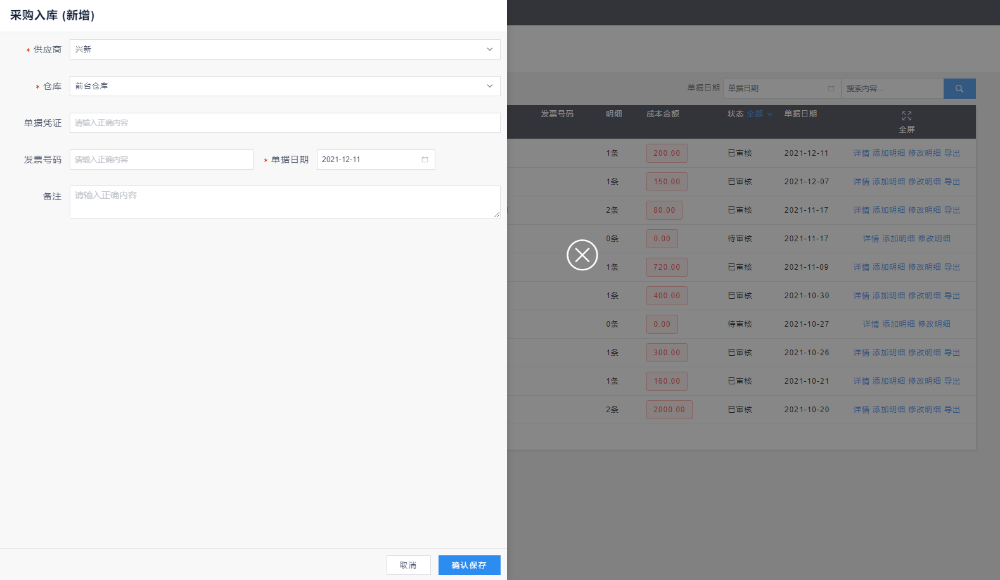 采购入库 (新增)
* 供应商 兴新
* 仓库 前台仓库
单据凭证 请输入正确内容
发票号码 请输入正确内容 * 单据日期 2021-12-11
备注 请输入正确内容
取消 确认保存
单据日期 单据日期 搜索内容...
发票号码 明细 成本金额 状态 全部 单据日期 全屏
1条 200.00 已审核 2021-12-11 详情 添加明细 修改明细 导出
1条 150.00 已审核 2021-12-07 详情 添加明细 修改明细 导出
2条 80.00 已审核 2021-11-17 详情 添加明细 修改明细 导出
0条 0.00 待审核 2021-11-17 详情 添加明细 修改明细
1条 720.00 已审核 2021-11-09 详情 添加明细 修改明细 导出
1条 400.00 已审核 2021-10-30 详情 添加明细 修改明细 导出
0条 0.00 待审核 2021-10-27 详情 添加明细 修改明细
1条 300.00 已审核 2021-10-26 详情 添加明细 修改明细 导出
1条 160.00 已审核 2021-10-21 详情 添加明细 修改明细 导出
2条 2000.00 已审核 2021-10-20 详情 添加明细 修改明细 导出